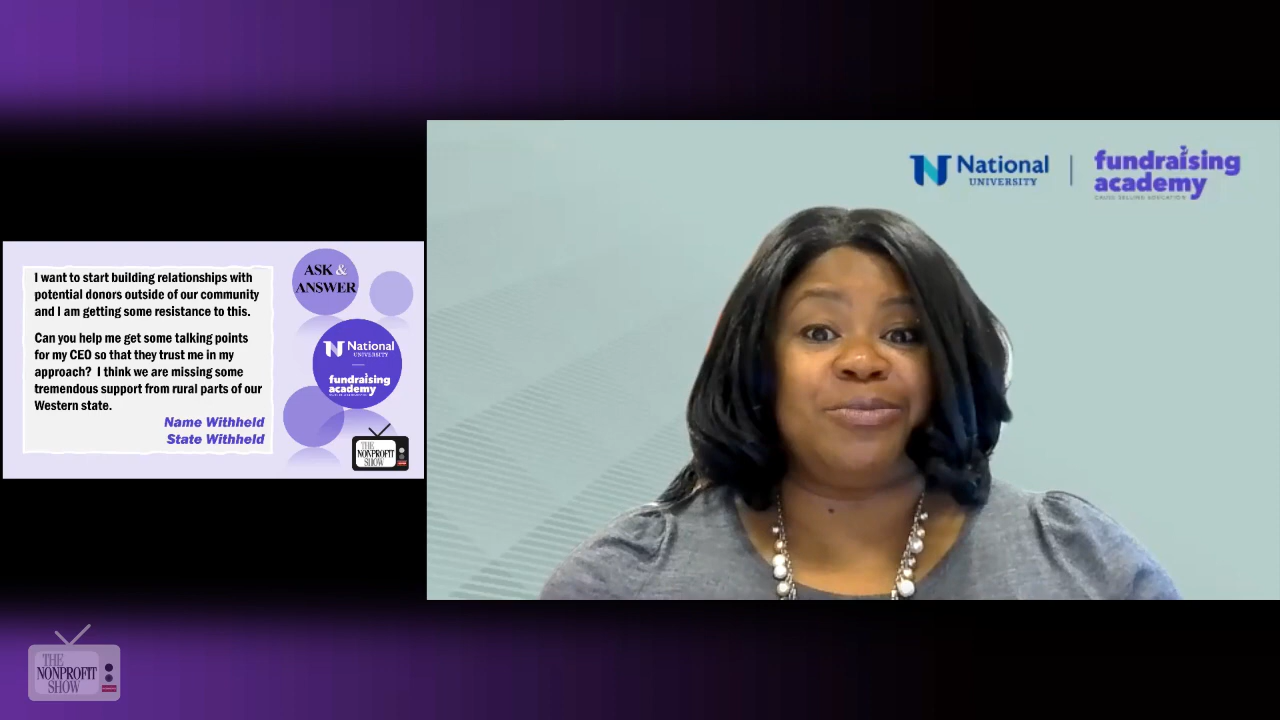 I want to start building relationships with
potential donors outside of our community
and I am getting some resistance to this.
Can you help me get some talking points
for my CEO so that they trust me in my
approach? I think we are missing some
tremendous support from rural parts of our
Western state.
Name Withheld
State Withheld
ASK &
ANSWER
National
UNIVERSITY
fundraising
academy
THE
NONPROFIT
SHOW
National
UNIVERSITY
fundraising
academy
CAUSE SELLING EDUCATION
THE
NONPROFIT
SHOW